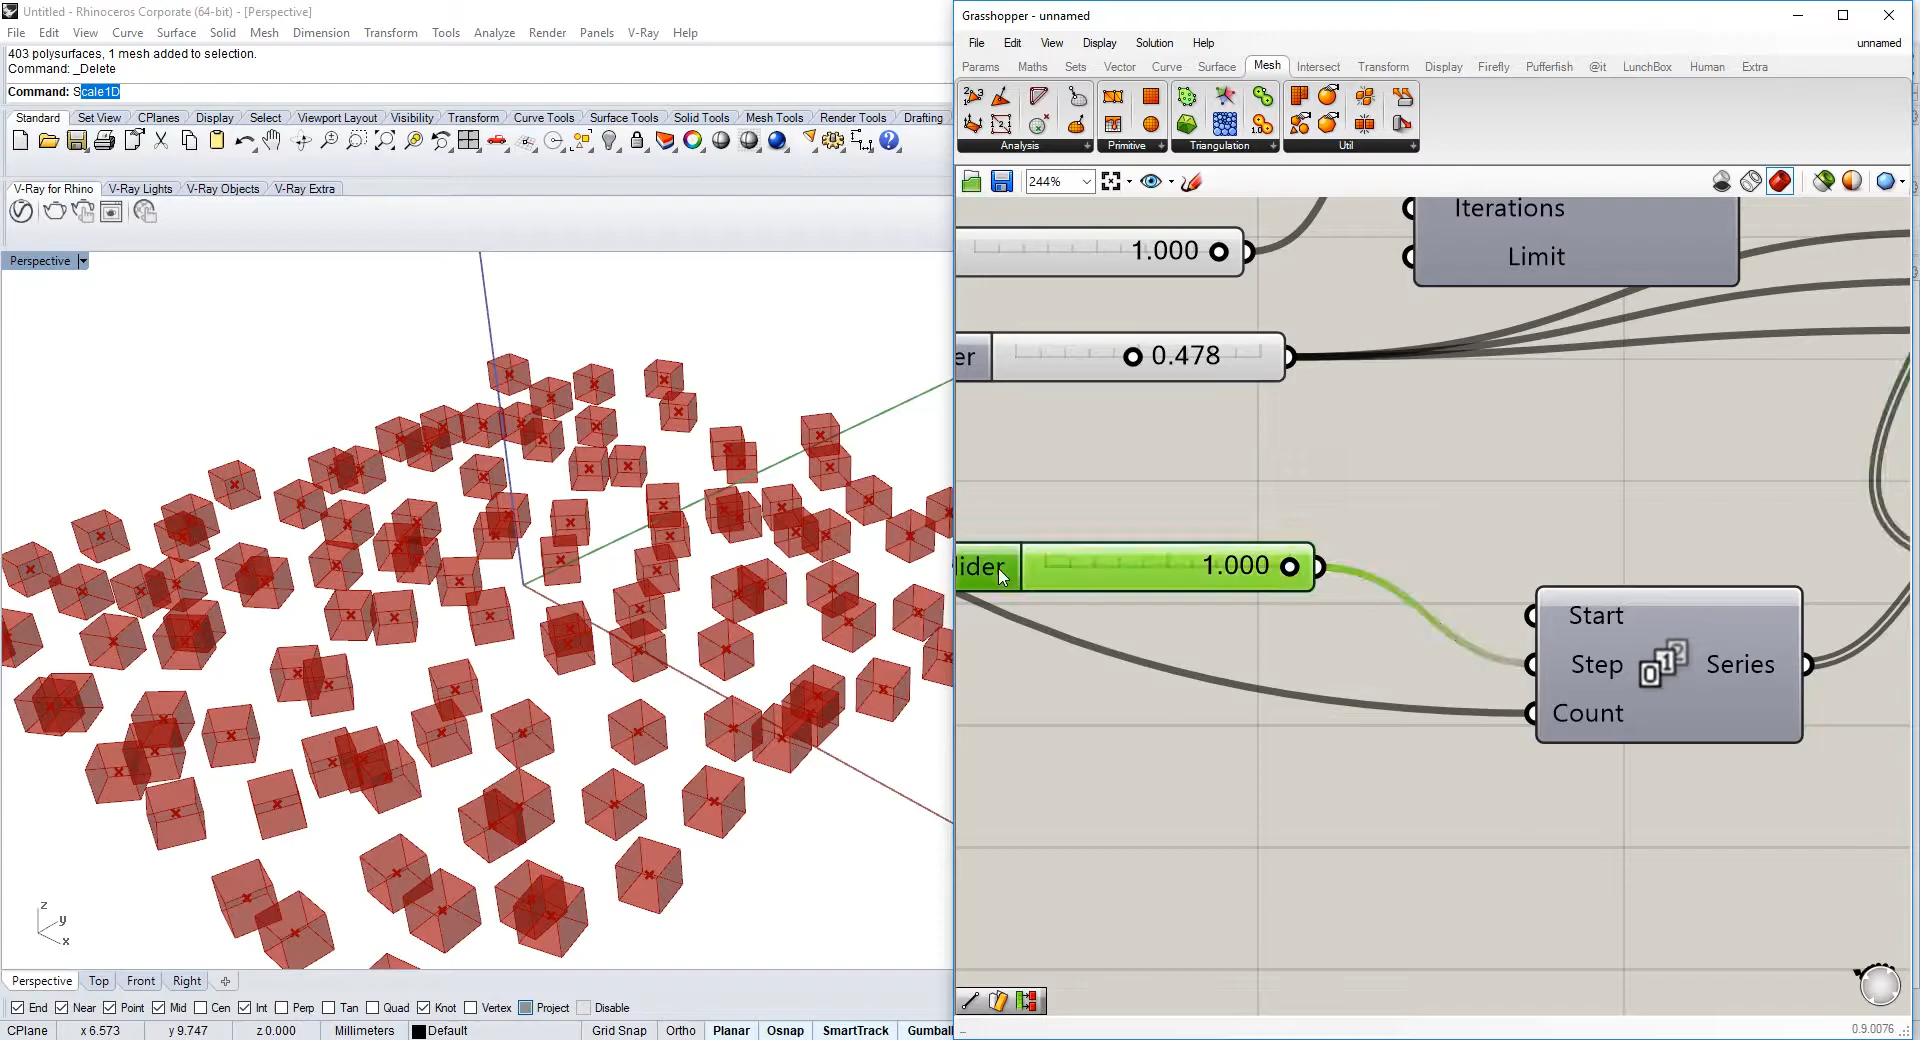 Untitled - Rhinoceros Corporate (64-bit) - [Perspective]
File Edit View Curve Surface Solid Mesh Dimension Transform Tools Analyze Render Panels V-Ray Help
403 polysurfaces, 1 mesh added to selection.
Command: _Delete
Command: Scale1D
Standard Set View CPlanes Display Select Viewport Layout Visibility Transform Curve Tools Surface Tools Solid Tools Mesh Tools Render Tools Drafting
V-Ray for Rhino V-Ray Lights V-Ray Objects V-Ray Extra
Perspective
z
y
x
Perspective Top Front Right
End Near Point Mid Cen Int Perp Tan Quad Knot Vertex Project Disable
CPlane x 6.573 y 9.747 z 0.000 Millimeters Default Grid Snap Ortho Planar Osnap SmartTrack Gumball
Grasshopper - unnamed
File Edit View Display Solution Help unnamed
Params Maths Sets Vector Curve Surface Mesh Intersect Transform Display Firefly Pufferfish @it LunchBox Human Extra
Analysis Primitive Triangulation Util
244%
Iterations
1.000
Limit
er 0.478
lider 1.000
Start
Step Series
Count
0.9.0076